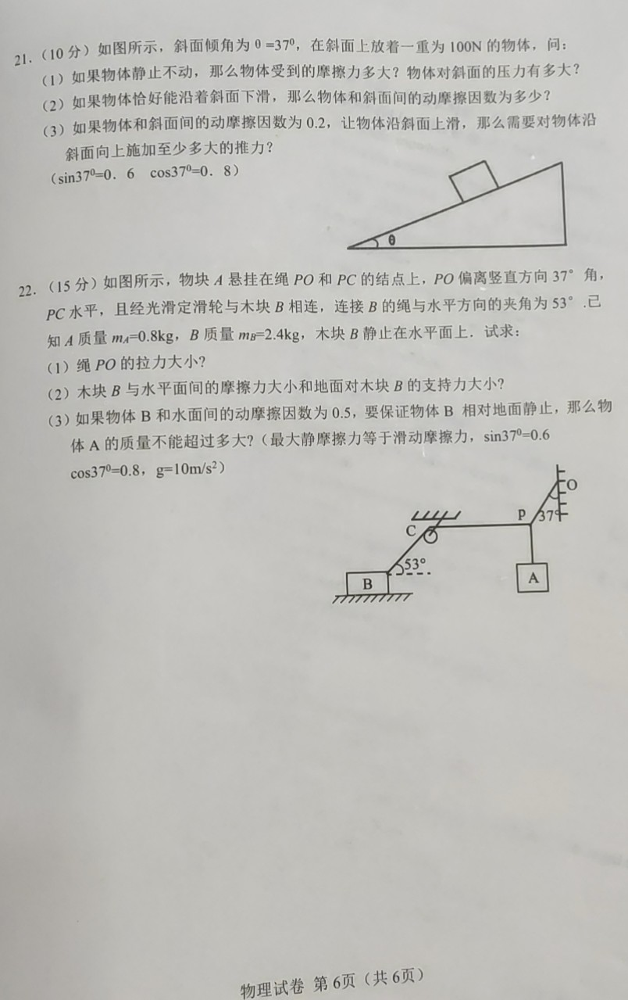 21.（10 分）如图所示，斜面倾角为 θ =37⁰，在斜面上放着一重为 100N 的物体，问：
（1）如果物体静止不动，那么物体受到的摩擦力多大？物体对斜面的压力有多大？
（2）如果物体恰好能沿着斜面下滑，那么物体和斜面间的动摩擦因数为多少？
（3）如果物体和斜面间的动摩擦因数为 0.2，让物体沿斜面上滑，那么需要对物体沿
斜面向上施加至少多大的推力？
（sin37⁰=0．6 cos37⁰=0．8）
θ
22.（15 分）如图所示，物块 A 悬挂在绳 PO 和 PC 的结点上，PO 偏离竖直方向 37° 角，
PC 水平，且经光滑定滑轮与木块 B 相连，连接 B 的绳与水平方向的夹角为 53° .已
知 A 质量 mA=0.8kg，B 质量 mB=2.4kg，木块 B 静止在水平面上．试求：
（1）绳 PO 的拉力大小?
（2）木块 B 与水平面间的摩擦力大小和地面对木块 B 的支持力大小?
（3）如果物体 B 和水面间的动摩擦因数为 0.5，要保证物体 B 相对地面静止，那么物
体 A 的质量不能超过多大?（最大静摩擦力等于滑动摩擦力，sin37⁰=0.6
cos37⁰=0.8，g=10m/s²）
O
P 37°
C
53°
B
A
物理试卷 第 6页（共 6页）